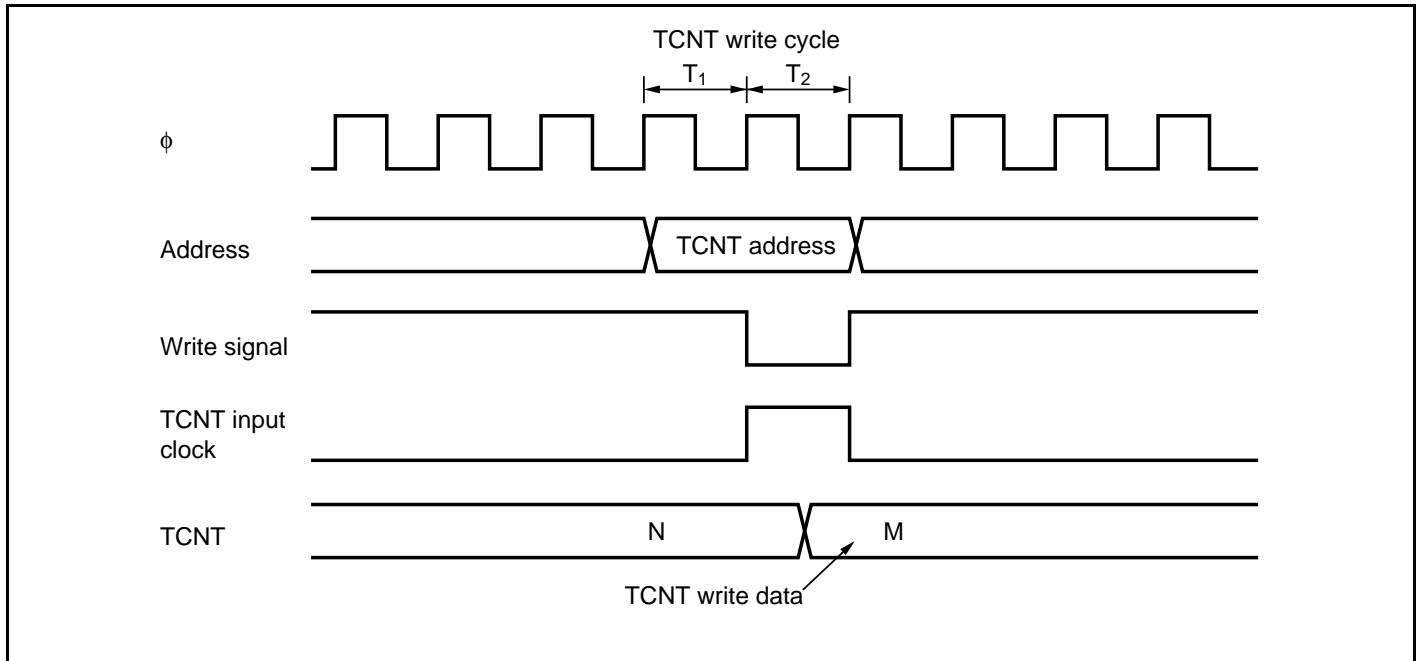 TCNT write cycle
T₁ T₂
ϕ
Address
TCNT address
Write signal
TCNT input
clock
TCNT
N
M
TCNT write data